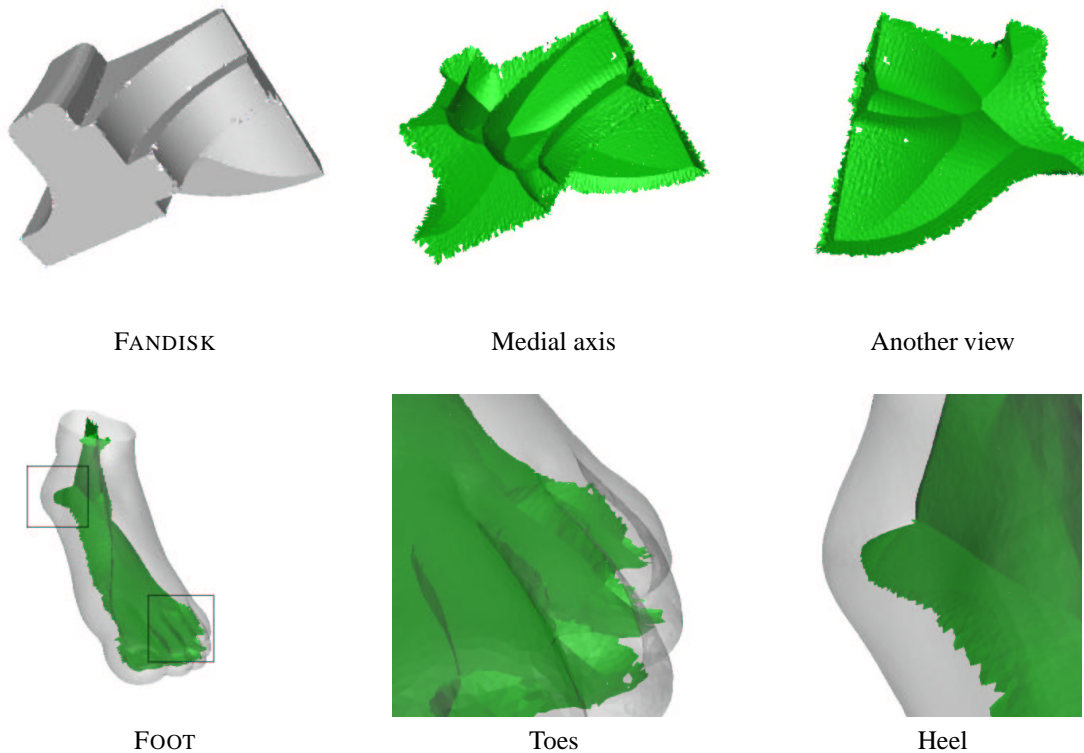 FANDISK
Medial axis
Another view
FOOT
Toes
Heel